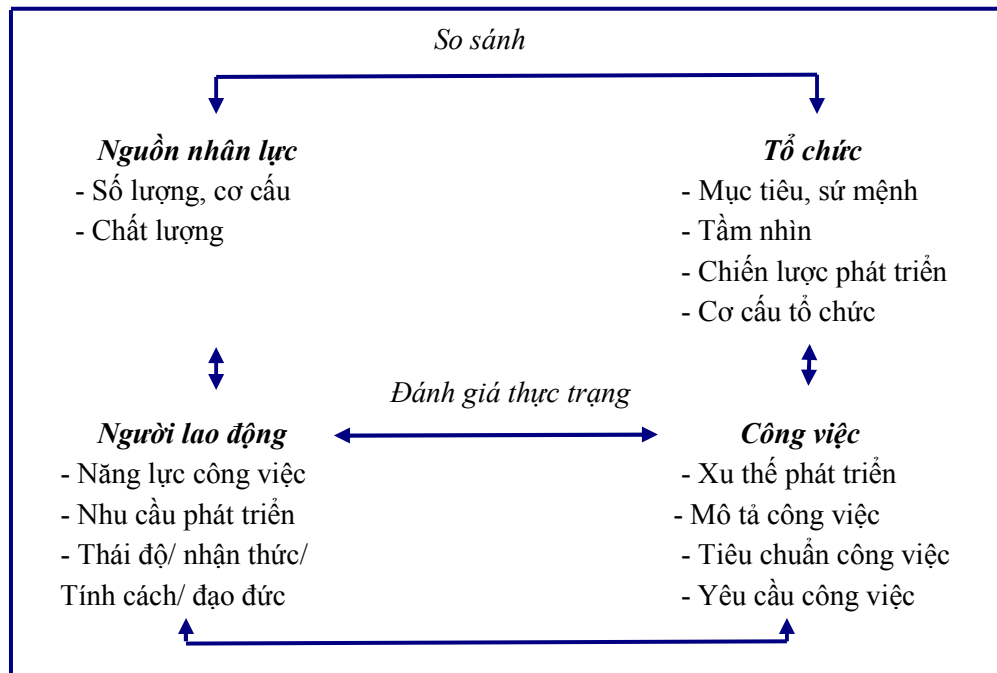 So sánh
Nguồn nhân lực
- Số lượng, cơ cấu
- Chất lượng
Tổ chức
- Mục tiêu, sứ mệnh
- Tầm nhìn
- Chiến lược phát triển
- Cơ cấu tổ chức
Đánh giá thực trạng
Người lao động
- Năng lực công việc
- Nhu cầu phát triển
- Thái độ/ nhận thức/
Tính cách/ đạo đức
Công việc
- Xu thế phát triển
- Mô tả công việc
- Tiêu chuẩn công việc
- Yêu cầu công việc